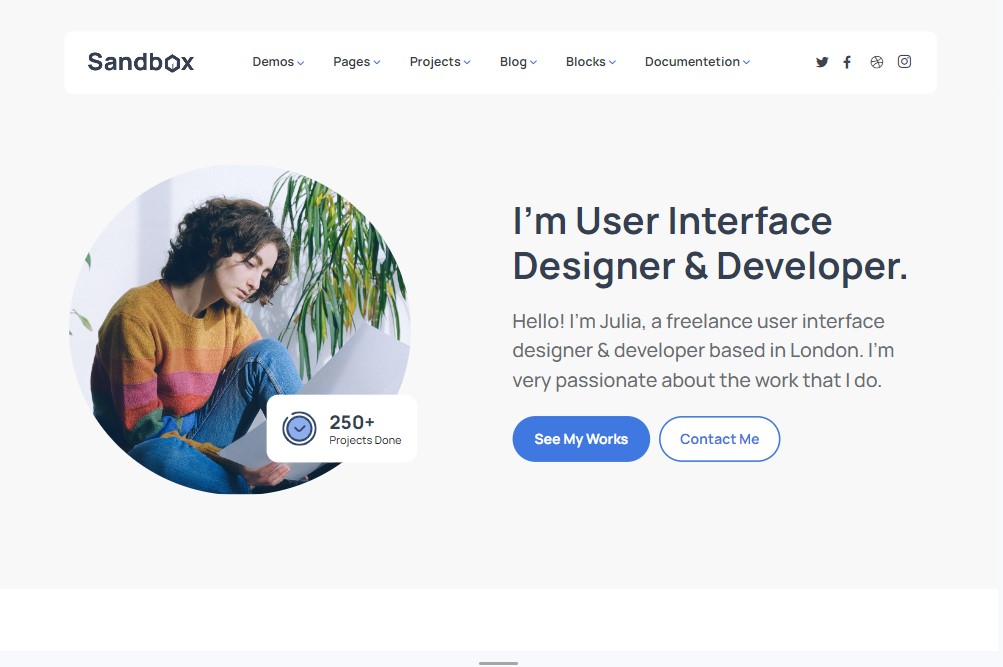 Sandbox
Demos Pages Projects Blog Blocks Documentetion
I'm User Interface
Designer & Developer.
Hello! I'm Julia, a freelance user interface
designer & developer based in London. I'm
very passionate about the work that I do.
250+
Projects Done
See My Works Contact Me